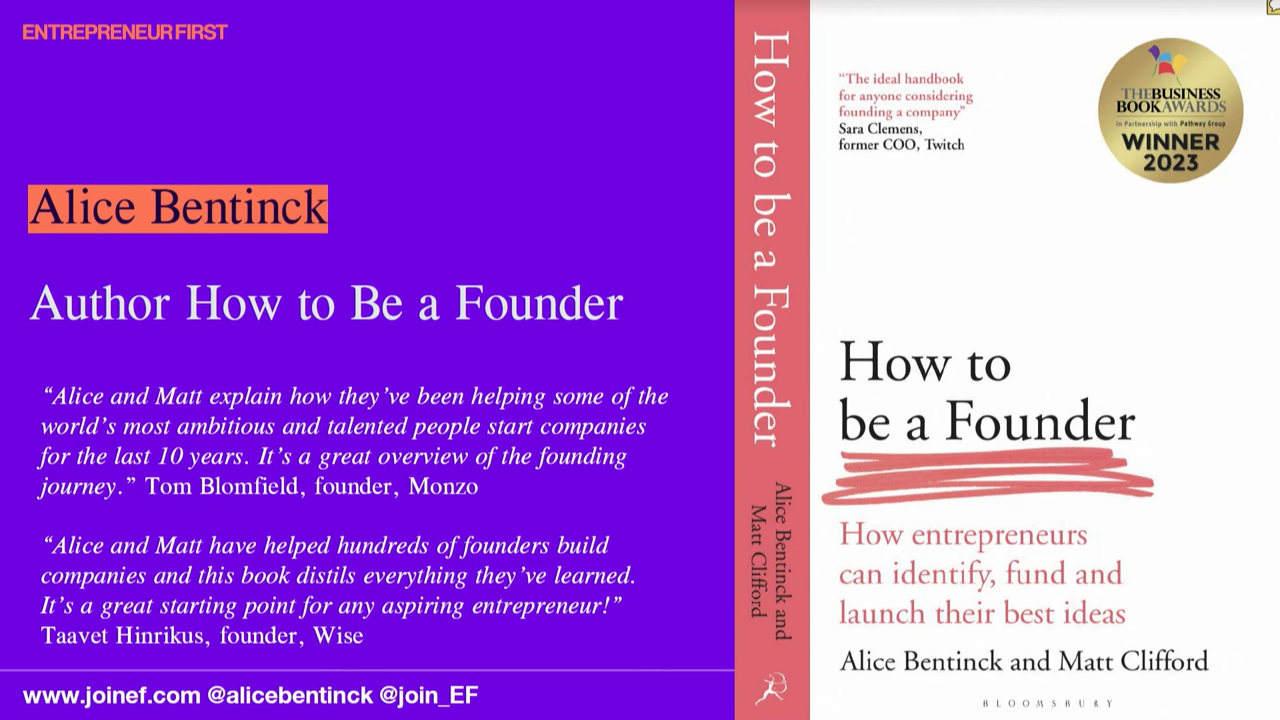 ENTREPRENEUR FIRST
Alice Bentinck
Author How to Be a Founder
“Alice and Matt explain how they’ve been helping some of the
world’s most ambitious and talented people start companies
for the last 10 years. It’s a great overview of the founding
journey.” Tom Blomfield, founder, Monzo
“Alice and Matt have helped hundreds of founders build
companies and this book distils everything they’ve learned.
It’s a great starting point for any aspiring entrepreneur!”
Taavet Hinrikus, founder, Wise
www.joinef.com @alicebentinck @join_EF
How to be a Founder
Alice Bentinck and
Matt Clifford
“The ideal handbook
for anyone considering
founding a company”
Sara Clemens,
former COO, Twitch
THE BUSINESS
BOOK AWARDS
in Partnership with Pathway Group
WINNER
2023
How to
be a Founder
How entrepreneurs
can identify, fund and
launch their best ideas
Alice Bentinck and Matt Clifford
BLOOMSBURY